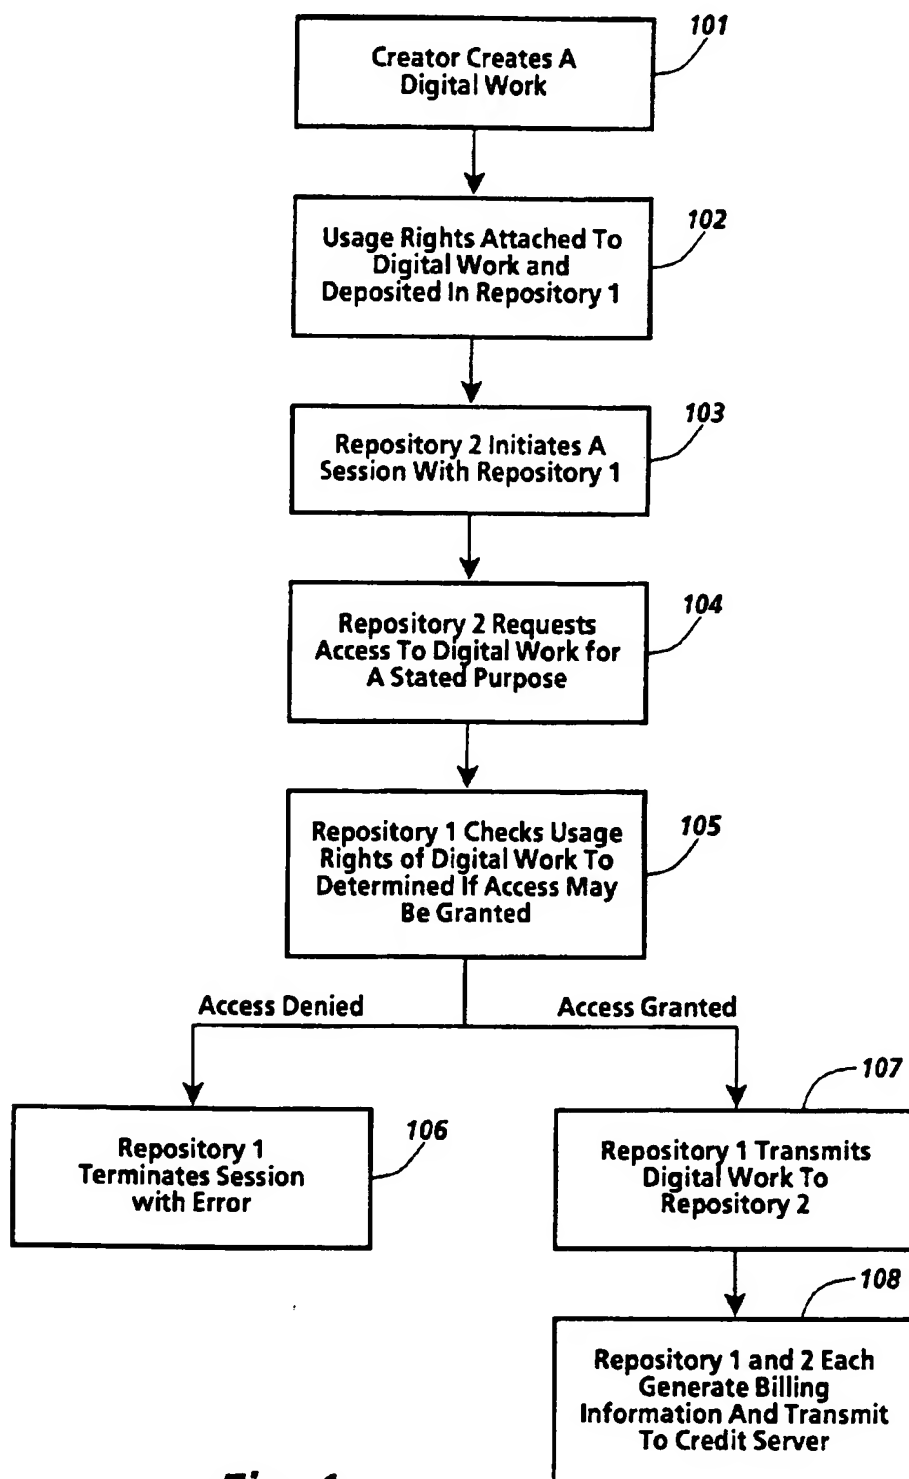 101
Creator Creates A
Digital Work
102
Usage Rights Attached To
Digital Work and
Deposited In Repository 1
103
Repository 2 Initiates A
Session With Repository 1
104
Repository 2 Requests
Access To Digital Work for
A Stated Purpose
105
Repository 1 Checks Usage
Rights of Digital Work To
Determined If Access May
Be Granted
Access Denied
Access Granted
106
Repository 1
Terminates Session
with Error
107
Repository 1 Transmits
Digital Work To
Repository 2
108
Repository 1 and 2 Each
Generate Billing
Information And Transmit
To Credit Server